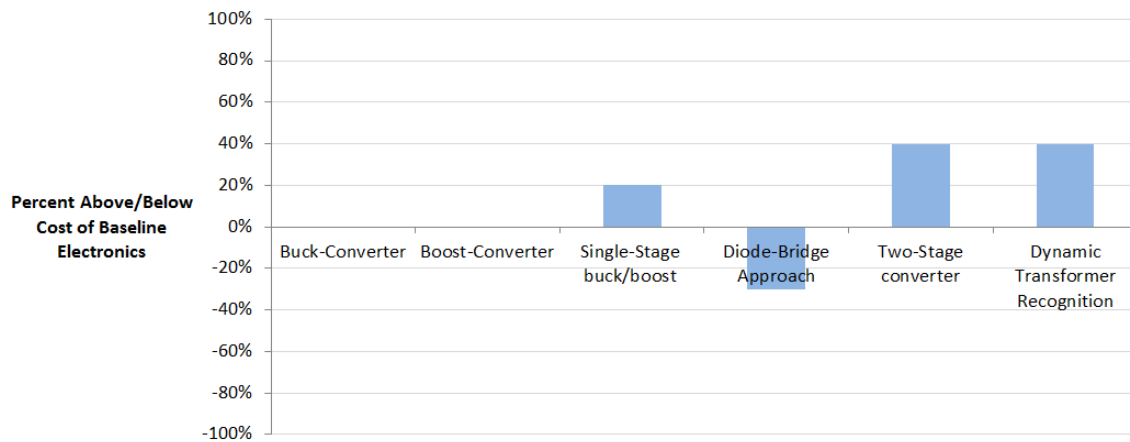 100%
80%
60%
40%
20%
0%
-20%
-40%
-60%
-80%
-100%
Percent Above/Below
Cost of Baseline
Electronics
Buck-Converter
Boost-Converter
Single-Stage
buck/boost
Diode-Bridge
Approach
Two-Stage
converter
Dynamic
Transformer
Recognition